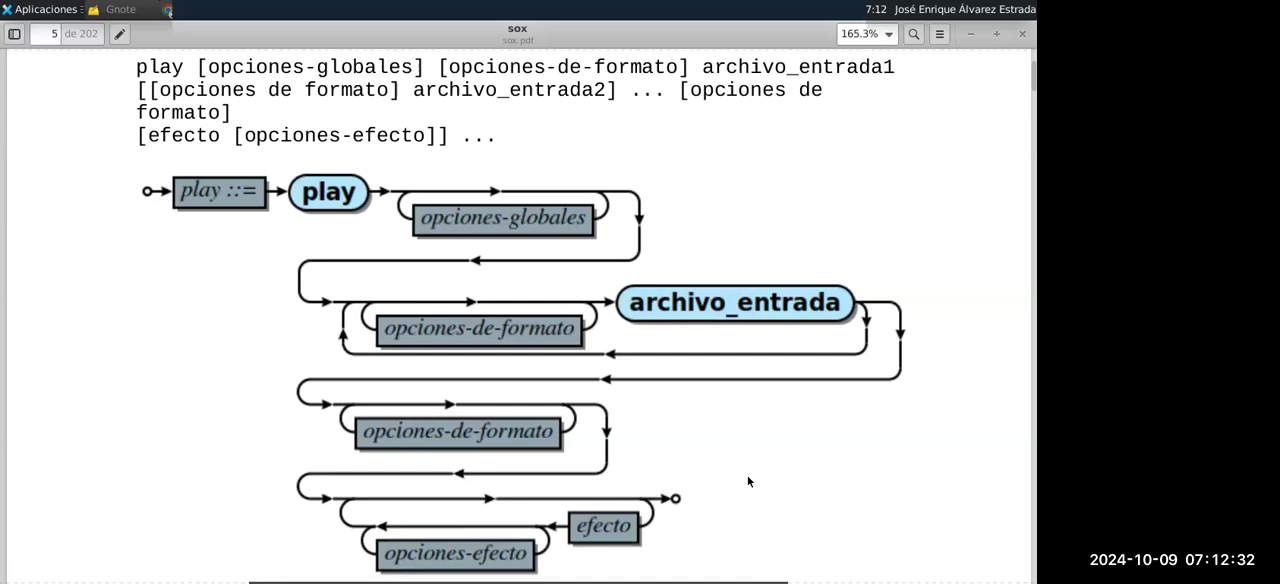 Aplicaciones Gnote 7:12 José Enrique Álvarez Estrada
5 de 202 sox 165.3%
sox.pdf
play [opciones-globales] [opciones-de-formato] archivo_entrada1
[[opciones de formato] archivo_entrada2] ... [opciones de
formato]
[efecto [opciones-efecto]] ...
play ::= play
opciones-globales
archivo_entrada
opciones-de-formato
opciones-de-formato
efecto
opciones-efecto
2024-10-09 07:12:32